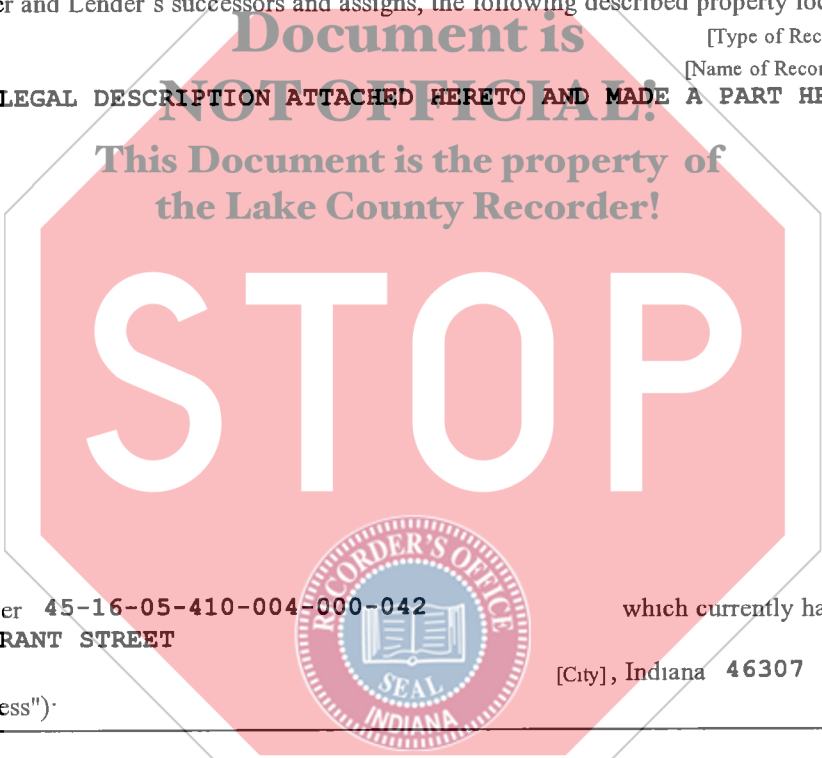 er and Lender's successors and assigns, the following described property loc
Document is
[Type of Rec
[Name of Recor
NOT OFFICIAL!
LEGAL DESCRIPTION ATTACHED HERETO AND MADE A PART HE
This Document is the property of
the Lake County Recorder!
STOP
er 45-16-05-410-004-000-042 which currently ha
RANT STREET
[City], Indiana 46307
ess")
RECORDER'S OFFICE
SEAL
INDIANA